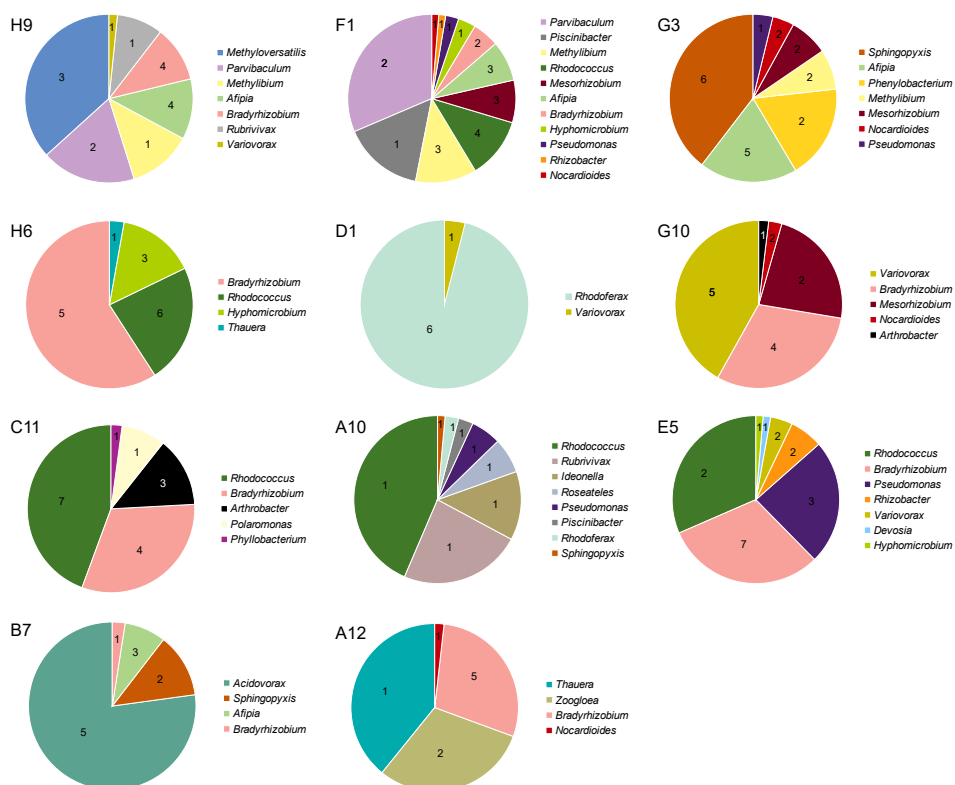 H9
1
1
4
4
1
2
3
Methyloversatilis
Parvibaculum
Methylibium
Afipia
Bradyrhizobium
Rubrivivax
Variovorax
F1
1
1
1
1
2
3
3
4
3
1
2
Parvibaculum
Piscinibacter
Methylibium
Rhodococcus
Mesorhizobium
Afipia
Bradyrhizobium
Hyphomicrobium
Pseudomonas
Rhizobacter
Nocardioides
G3
1
2
2
2
2
5
6
Sphingopyxis
Afipia
Phenylobacterium
Methylibium
Mesorhizobium
Nocardioides
Pseudomonas
H6
1
3
6
5
Bradyrhizobium
Rhodococcus
Hyphomicrobium
Thauera
D1
1
6
Rhodoferax
Variovorax
G10
1
2
2
4
5
Variovorax
Bradyrhizobium
Mesorhizobium
Nocardioides
Arthrobacter
C11
1
1
3
4
7
Rhodococcus
Bradyrhizobium
Arthrobacter
Polaromonas
Phyllobacterium
A10
1
1
1
1
1
1
1
1
Rhodococcus
Rubrivivax
Ideonella
Roseateles
Pseudomonas
Piscinibacter
Rhodoferax
Sphingopyxis
E5
1
1
2
2
3
7
2
Rhodococcus
Bradyrhizobium
Pseudomonas
Rhizobacter
Variovorax
Devosia
Hyphomicrobium
B7
1
3
2
5
Acidovorax
Sphingopyxis
Afipia
Bradyrhizobium
A12
1
5
2
1
Thauera
Zoogloea
Bradyrhizobium
Nocardioides